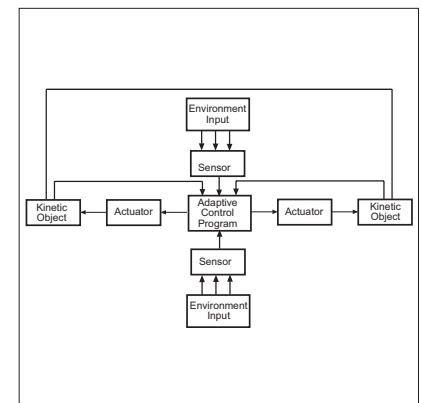 Environment
Input
Sensor
Kinetic
Object
Actuator
Adaptive
Control
Program
Actuator
Kinetic
Object
Sensor
Environment
Input